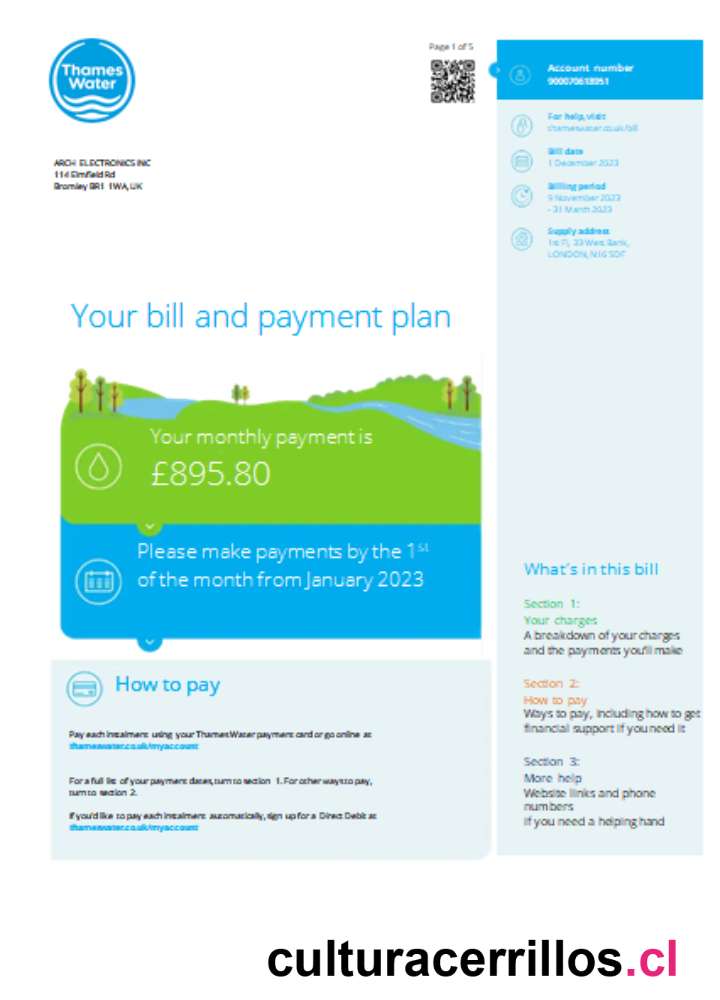 Thames
Water
ARCH ELECTRONICS INC
114 Elmfield Rd
Bromley BR1 1WA, UK
Page 1 of 5
Account number
For help, visit
thameswater.co.uk/bill
Bill date
1 December 2023
Billing period
9 November 2023
- 31 March 2023
Supply address
1st Fl, 33 West Bank,
LONDON, N16 5DF
Your bill and payment plan
Your monthly payment is
£895.80
Please make payments by the 1st
of the month from January 2023
How to pay
Pay each instalment using your Thames Water payment card or go online at
thameswater.co.uk/myaccount
For a full list of your payment dates, turn to section 1. For other ways to pay,
turn to section 2.
If you'd like to pay each instalment automatically, sign up for a Direct Debit at
thameswater.co.uk/myaccount
What's in this bill
Section 1:
Your charges
A breakdown of your charges
and the payments you'll make
Section 2:
How to pay
Ways to pay, including how to get
financial support if you need it
Section 3:
More help
Website links and phone
numbers
if you need a helping hand
culturacerrillos.cl